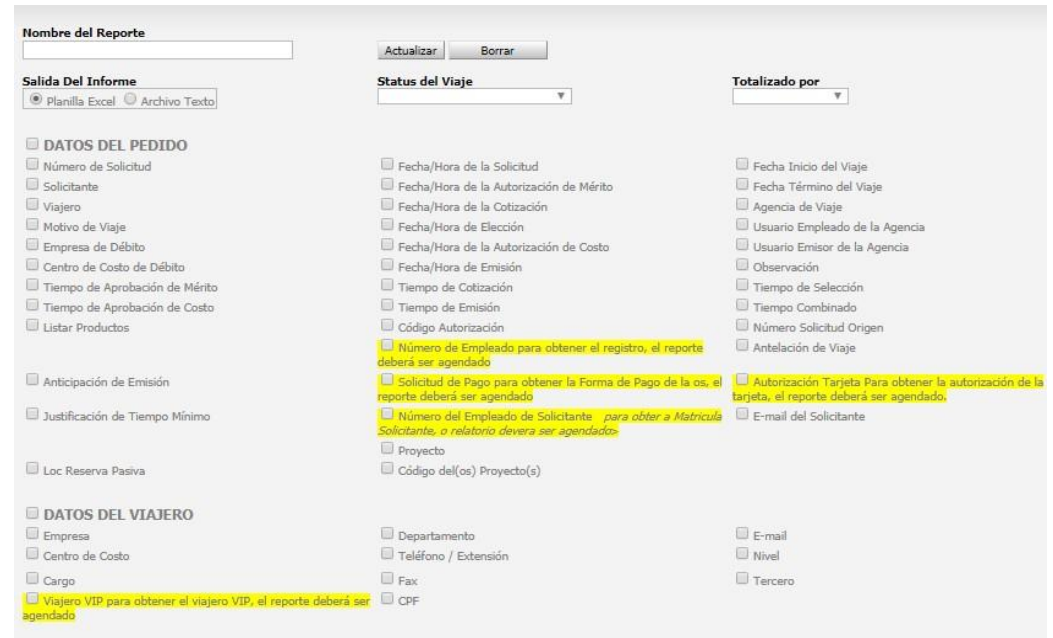 Nombre del Reporte
Actualizar Borrar
Salida Del Informe Status del Viaje Totalizado por
Planilla Excel Archivo Texto
DATOS DEL PEDIDO
Número de Solicitud Fecha/Hora de la Solicitud Fecha Inicio del Viaje
Solicitante Fecha/Hora de la Autorización de Mérito Fecha Término del Viaje
Viajero Fecha/Hora de la Cotización Agencia de Viaje
Motivo de Viaje Fecha/Hora de Elección Usuario Empleado de la Agencia
Empresa de Débito Fecha/Hora de la Autorización de Costo Usuario Emisor de la Agencia
Centro de Costo de Débito Fecha/Hora de Emisión Observación
Tiempo de Aprobación de Mérito Tiempo de Cotización Tiempo de Selección
Tiempo de Aprobación de Costo Tiempo de Emisión Tiempo Combinado
Listar Productos Código Autorización Número Solicitud Origen
Número de Empleado para obtener el registro, el reporte Antelación de Viaje
deberá ser agendado
Anticipación de Emisión Solicitud de Pago para obtener la Forma de Pago de la os, el Autorización Tarjeta Para obtener la autorización de la
reporte deberá ser agendado tarjeta, el reporte deberá ser agendado.
Justificación de Tiempo Mínimo Número del Empleado de Solicitante para obter a Matricula E-mail del Solicitante
Solicitante, o relatorio devera ser agendado>
Proyecto
Loc Reserva Pasiva Código del(os) Proyecto(s)
DATOS DEL VIAJERO
Empresa Departamento E-mail
Centro de Costo Teléfono / Extensión Nivel
Cargo Fax Tercero
Viajero VIP para obtener el viajero VIP, el reporte deberá ser CPF
agendado